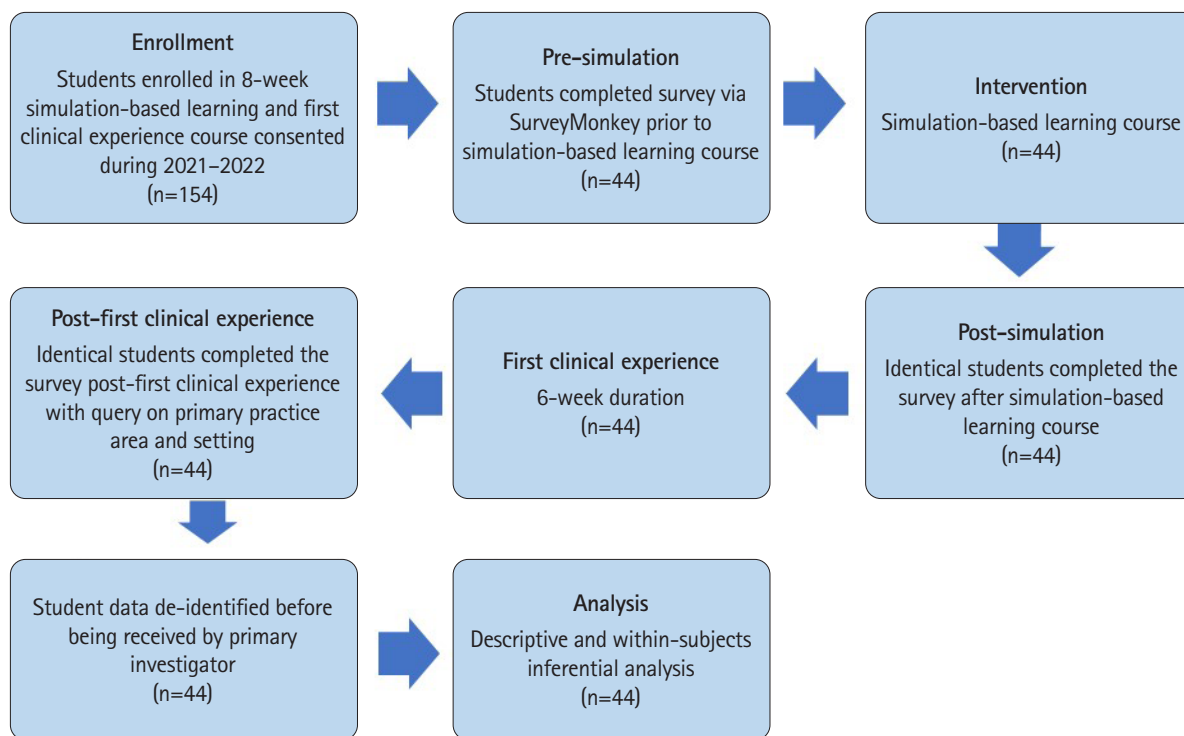 Enrollment
Students enrolled in 8-week
simulation-based learning and first
clinical experience course consented
during 2021–2022
(n=154)
Pre-simulation
Students completed survey via
SurveyMonkey prior to
simulation-based learning course
(n=44)
Intervention
Simulation-based learning course
(n=44)
Post-simulation
Identical students completed the
survey after simulation-based
learning course
(n=44)
First clinical experience
6-week duration
(n=44)
Post-first clinical experience
Identical students completed the
survey post-first clinical experience
with query on primary practice
area and setting
(n=44)
Student data de-identified before
being received by primary
investigator
(n=44)
Analysis
Descriptive and within-subjects
inferential analysis
(n=44)